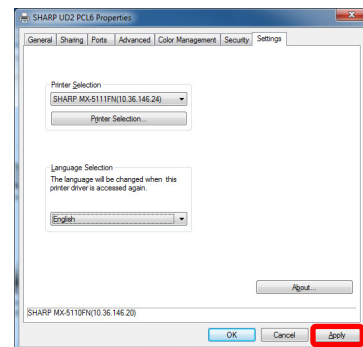 SHARP UD2 PCL6 Properties
General Sharing Ports Advanced Color Management Security Settings
Printer Selection
SHARP MX-5111FN(10.36.146.24)
Printer Selection...
Language Selection
The language will be changed when this
printer driver is accessed again.
English
About...
SHARP MX-5110FN(10.36.146.20)
OK Cancel Apply